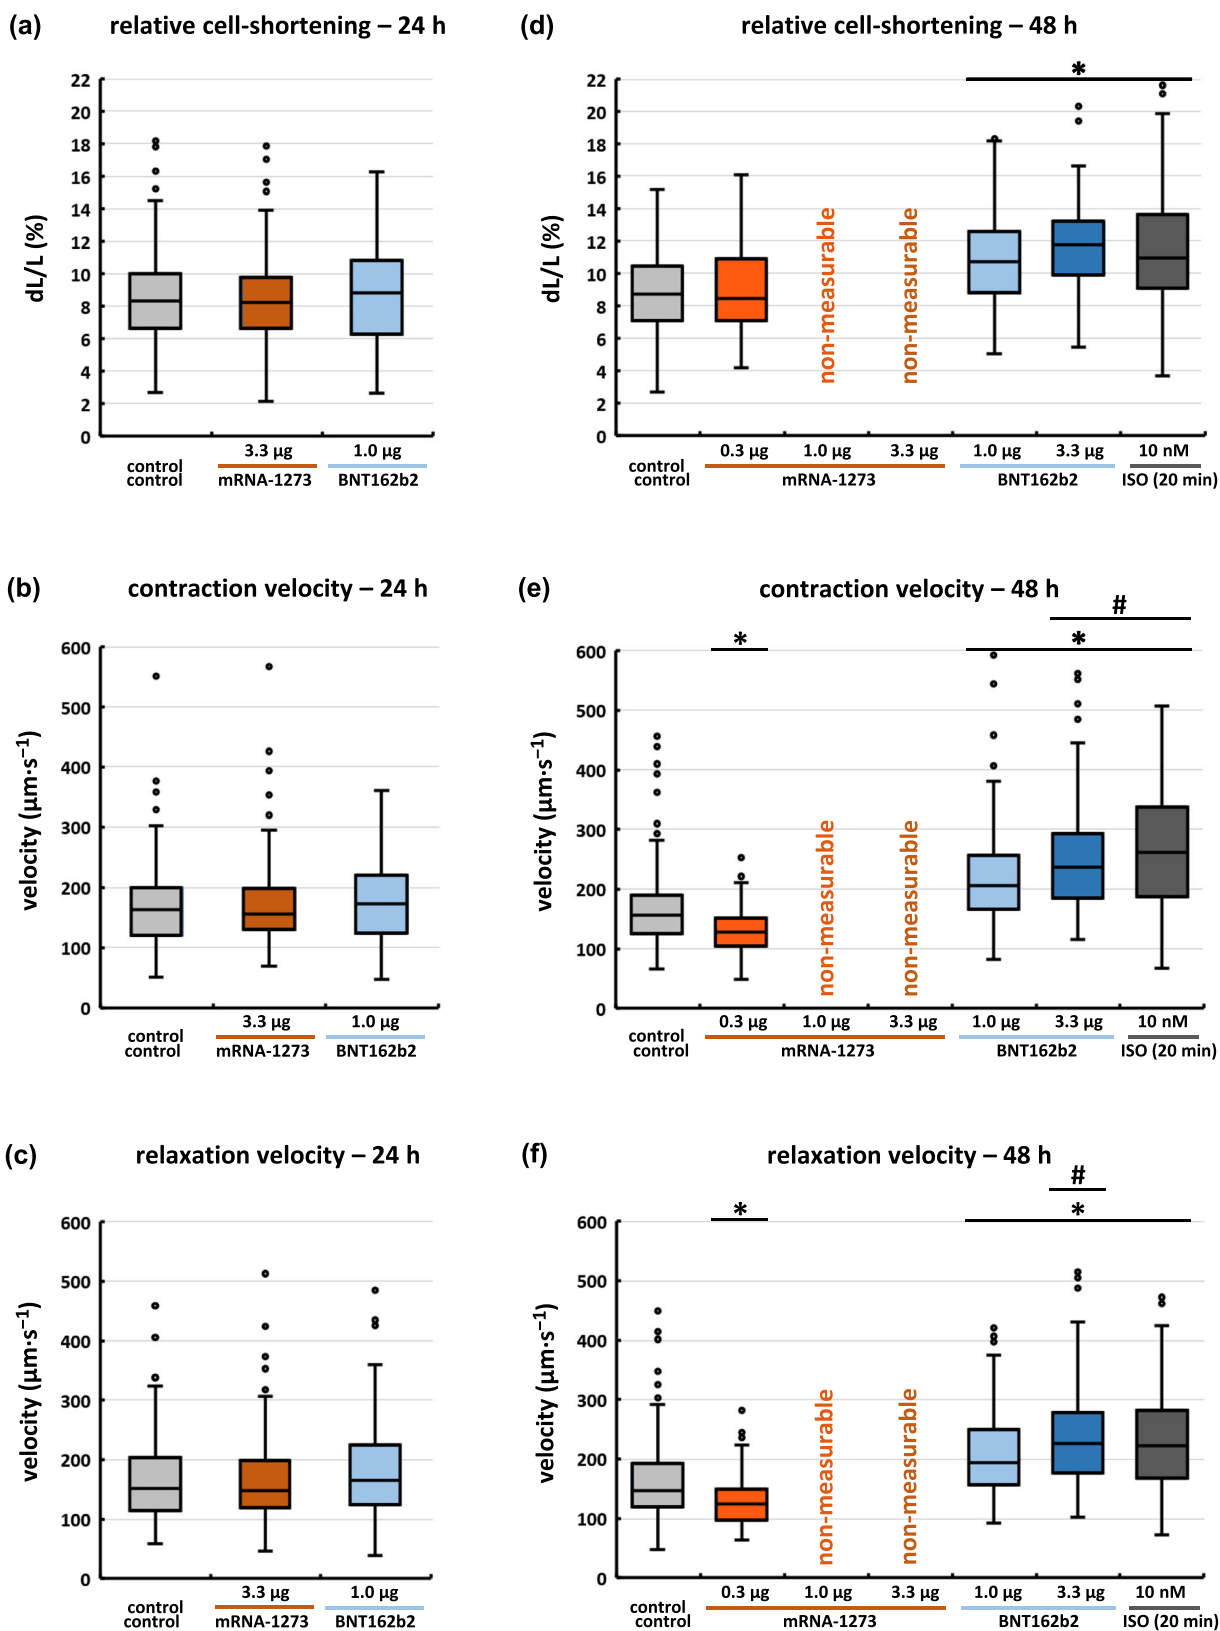 (a) relative cell-shortening – 24 h
dL/L (%)
22
20
18
16
14
12
10
8
6
4
2
0
3.3 µg 1.0 µg
control
control mRNA-1273 BNT162b2
(d) relative cell-shortening – 48 h
*
dL/L (%)
22
20
18
16
14
12
10
8
6
4
2
0
non-measurable
non-measurable
0.3 µg 1.0 µg 3.3 µg 1.0 µg 3.3 µg 10 nM
control
control mRNA-1273 BNT162b2 ISO (20 min)
(b) contraction velocity – 24 h
velocity (µm·s⁻¹)
600
500
400
300
200
100
0
3.3 µg 1.0 µg
control
control mRNA-1273 BNT162b2
(e) contraction velocity – 48 h
#
* *
velocity (µm·s⁻¹)
600
500
400
300
200
100
0
non-measurable
non-measurable
0.3 µg 1.0 µg 3.3 µg 1.0 µg 3.3 µg 10 nM
control
control mRNA-1273 BNT162b2 ISO (20 min)
(c) relaxation velocity – 24 h
velocity (µm·s⁻¹)
600
500
400
300
200
100
0
3.3 µg 1.0 µg
control
control mRNA-1273 BNT162b2
(f) relaxation velocity – 48 h
#
* *
velocity (µm·s⁻¹)
600
500
400
300
200
100
0
non-measurable
non-measurable
0.3 µg 1.0 µg 3.3 µg 1.0 µg 3.3 µg 10 nM
control
control mRNA-1273 BNT162b2 ISO (20 min)